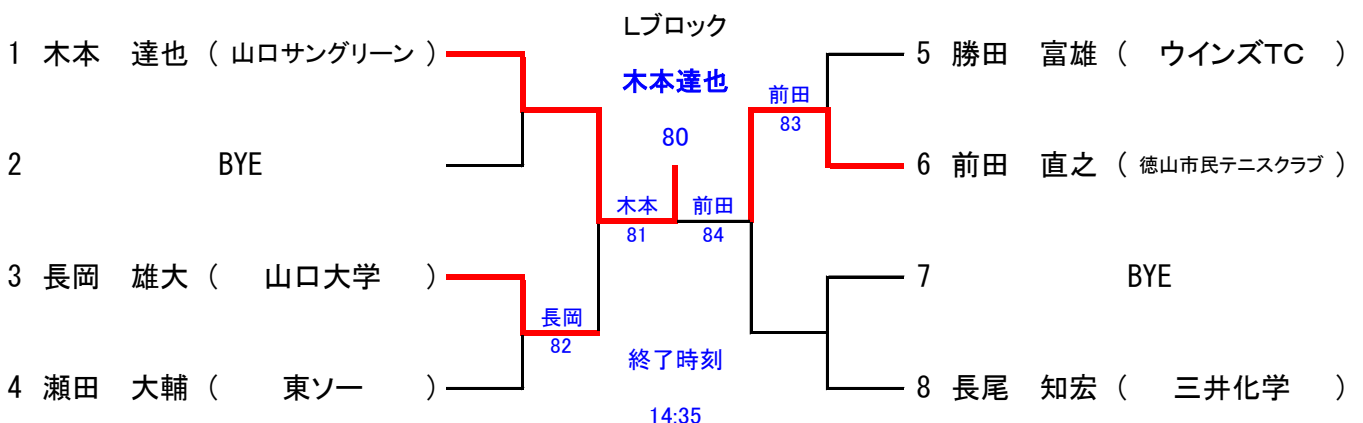 Lブロック
1 木本　達也 ( 山口サングリーン )
木本達也
5 勝田　富雄 ( ウインズTC )
前田
83
80
2 BYE
6 前田　直之 ( 徳山市民テニスクラブ )
木本
81
前田
84
3 長岡　雄大 ( 山口大学 )
7 BYE
長岡
82
終了時刻
4 瀬田　大輔 ( 東ソー )
8 長尾　知宏 ( 三井化学 )
14:35